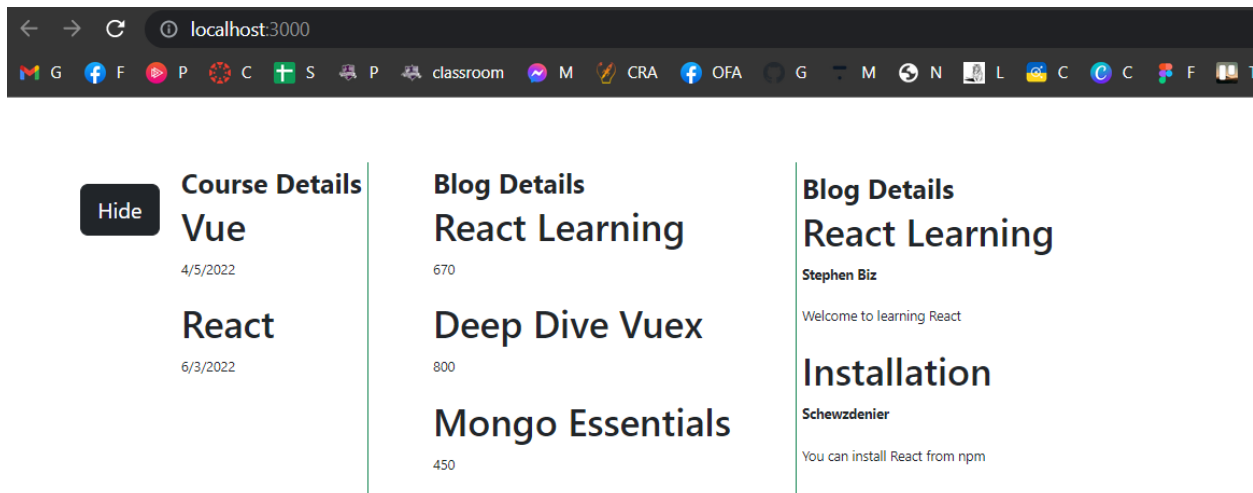 localhost:3000
G F P C S P classroom M CRA OFA G M N L C C F T
Hide
Course Details
Vue
4/5/2022
React
6/3/2022
Blog Details
React Learning
670
Deep Dive Vuex
800
Mongo Essentials
450
Blog Details
React Learning
Stephen Biz
Welcome to learning React
Installation
Schewzdenier
You can install React from npm